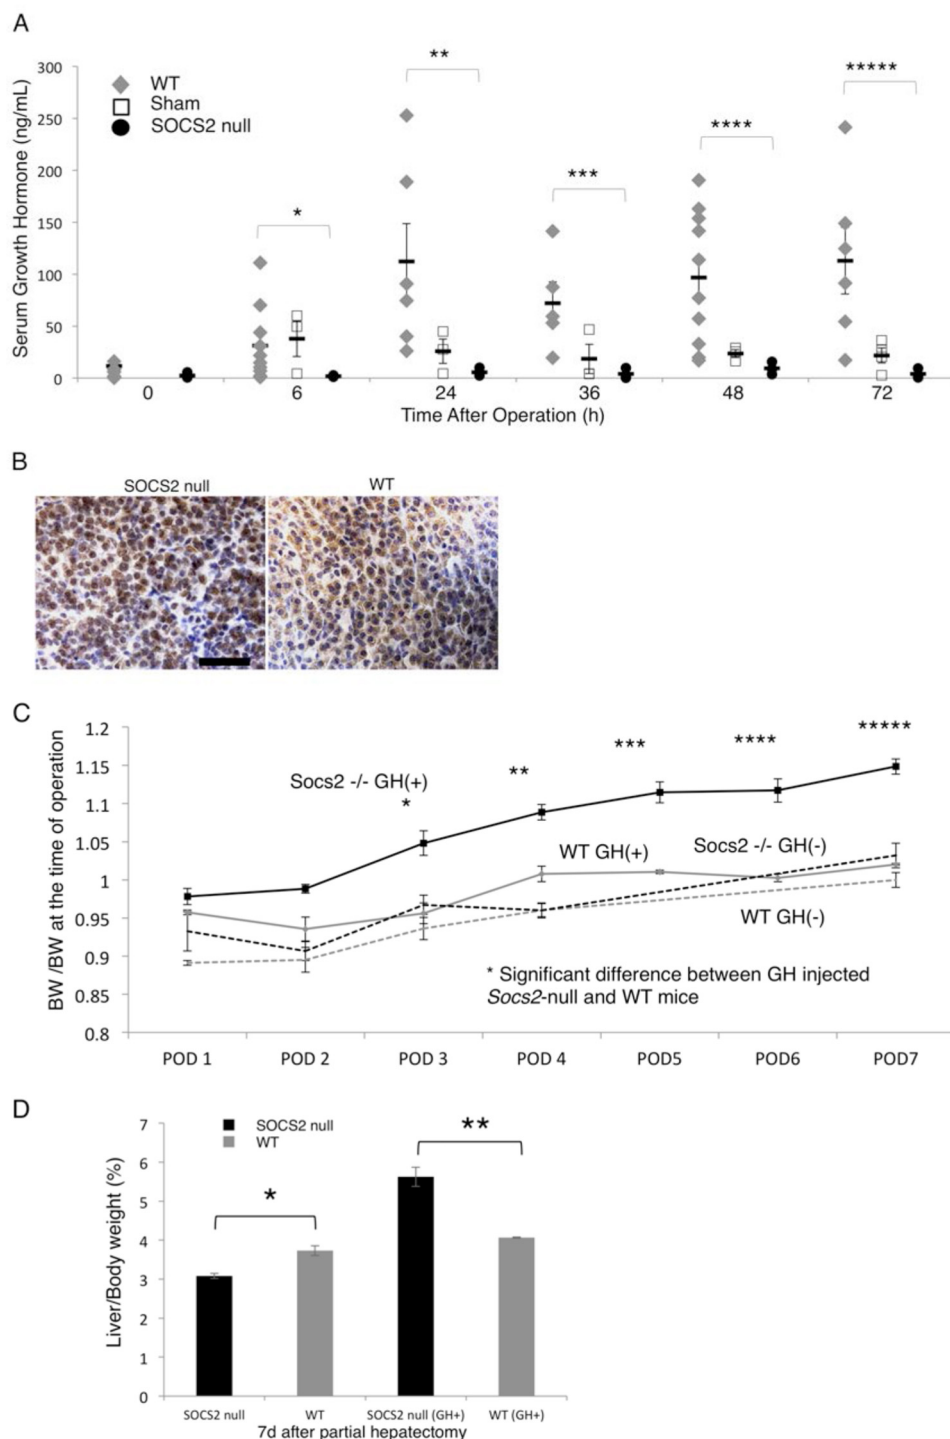 A
Serum Growth Hormone (ng/mL)
300
250
200
150
100
50
0
WT
Sham
SOCS2 null
*
**
***
****
*****
0 6 24 36 48 72
Time After Operation (h)
B
SOCS2 null WT
C
BW /BW at the time of operation
1.2
1.15
1.1
1.05
1
0.95
0.9
0.85
0.8
Socs2 -/- GH(+)
*
**
***
****
*****
WT GH(+)
Socs2 -/- GH(-)
WT GH(-)
* Significant difference between GH injected
Socs2-null and WT mice
POD 1 POD 2 POD 3 POD 4 POD5 POD6 POD7
D
Liver/Body weight (%)
7
6
5
4
3
2
1
0
SOCS2 null
WT
*
**
SOCS2 null WT SOCS2 null (GH+) WT (GH+)
7d after partial hepatectomy